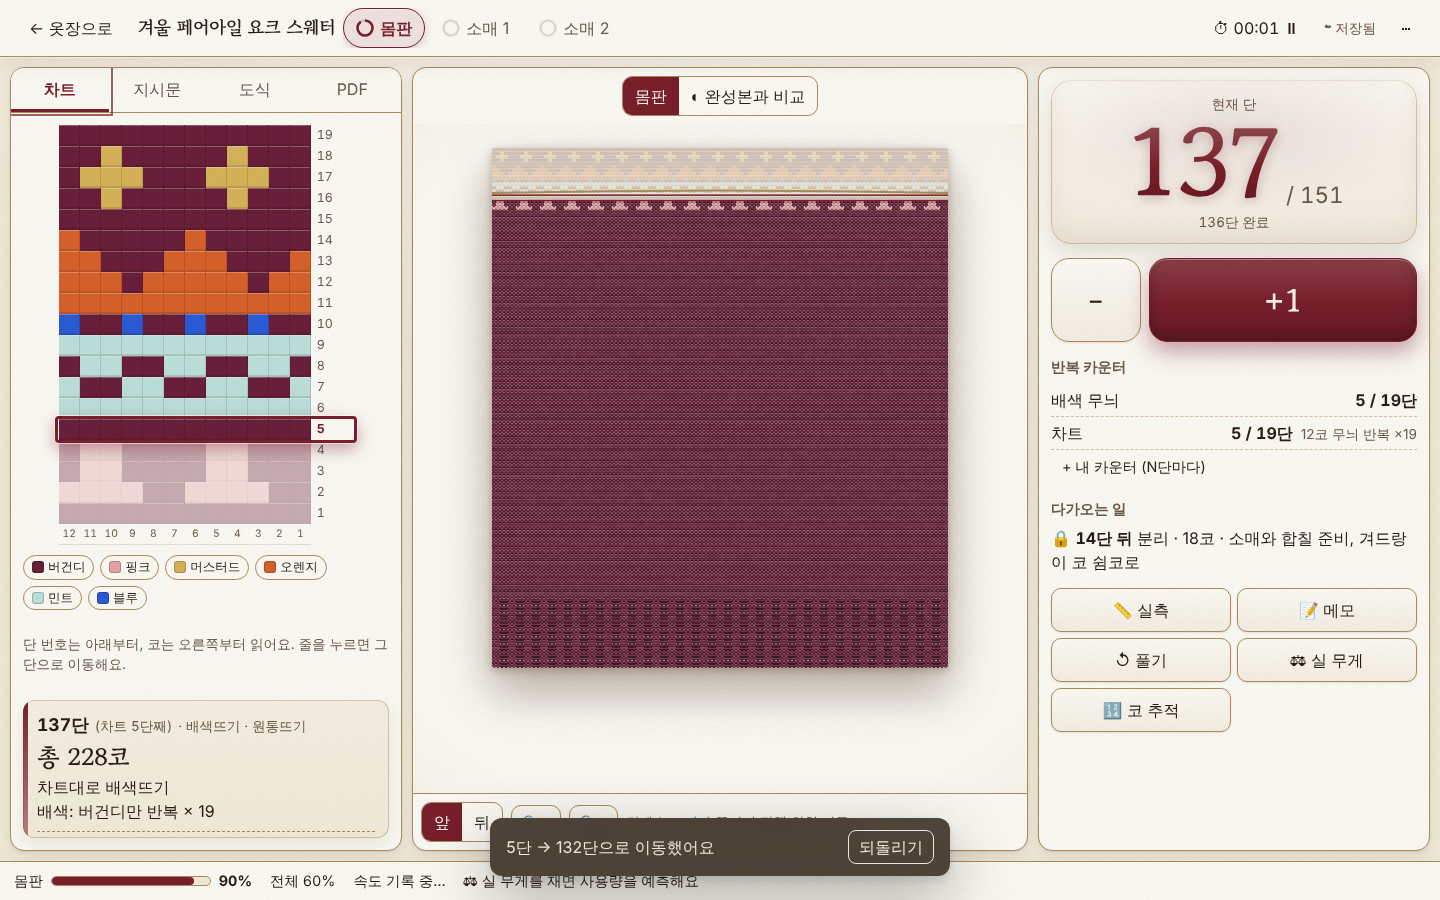 ← 옷장으로
겨울 페어아일 요크 스웨터
몸판
소매 1
소매 2
00:01
저장됨
차트
지시문
도식
PDF
19
18
17
16
15
14
13
12
11
10
9
8
7
6
5
4
3
2
1
12 11 10 9 8 7 6 5 4 3 2 1
버건디
핑크
머스터드
오렌지
민트
블루
단 번호는 아래부터, 코는 오른쪽부터 읽어요. 줄을 누르면 그
단으로 이동해요.
137단 (차트 5단째) · 배색뜨기 · 원통뜨기
총 228코
차트대로 배색뜨기
배색: 버건디만 반복 × 19
몸판
완성본과 비교
앞
뒤
5단 → 132단으로 이동했어요
되돌리기
현재 단
137 / 151
136단 완료
−
+1
반복 카운터
배색 무늬
5 / 19단
차트
5 / 19단 12코 무늬 반복 ×19
+ 내 카운터 (N단마다)
다가오는 일
14단 뒤 분리 · 18코 · 소매와 합칠 준비, 겨드랑
이 코 쉼코로
실측
메모
풀기
실 무게
코 추적
몸판
90%
전체 60%
속도 기록 중...
실 무게를 재면 사용량을 예측해요